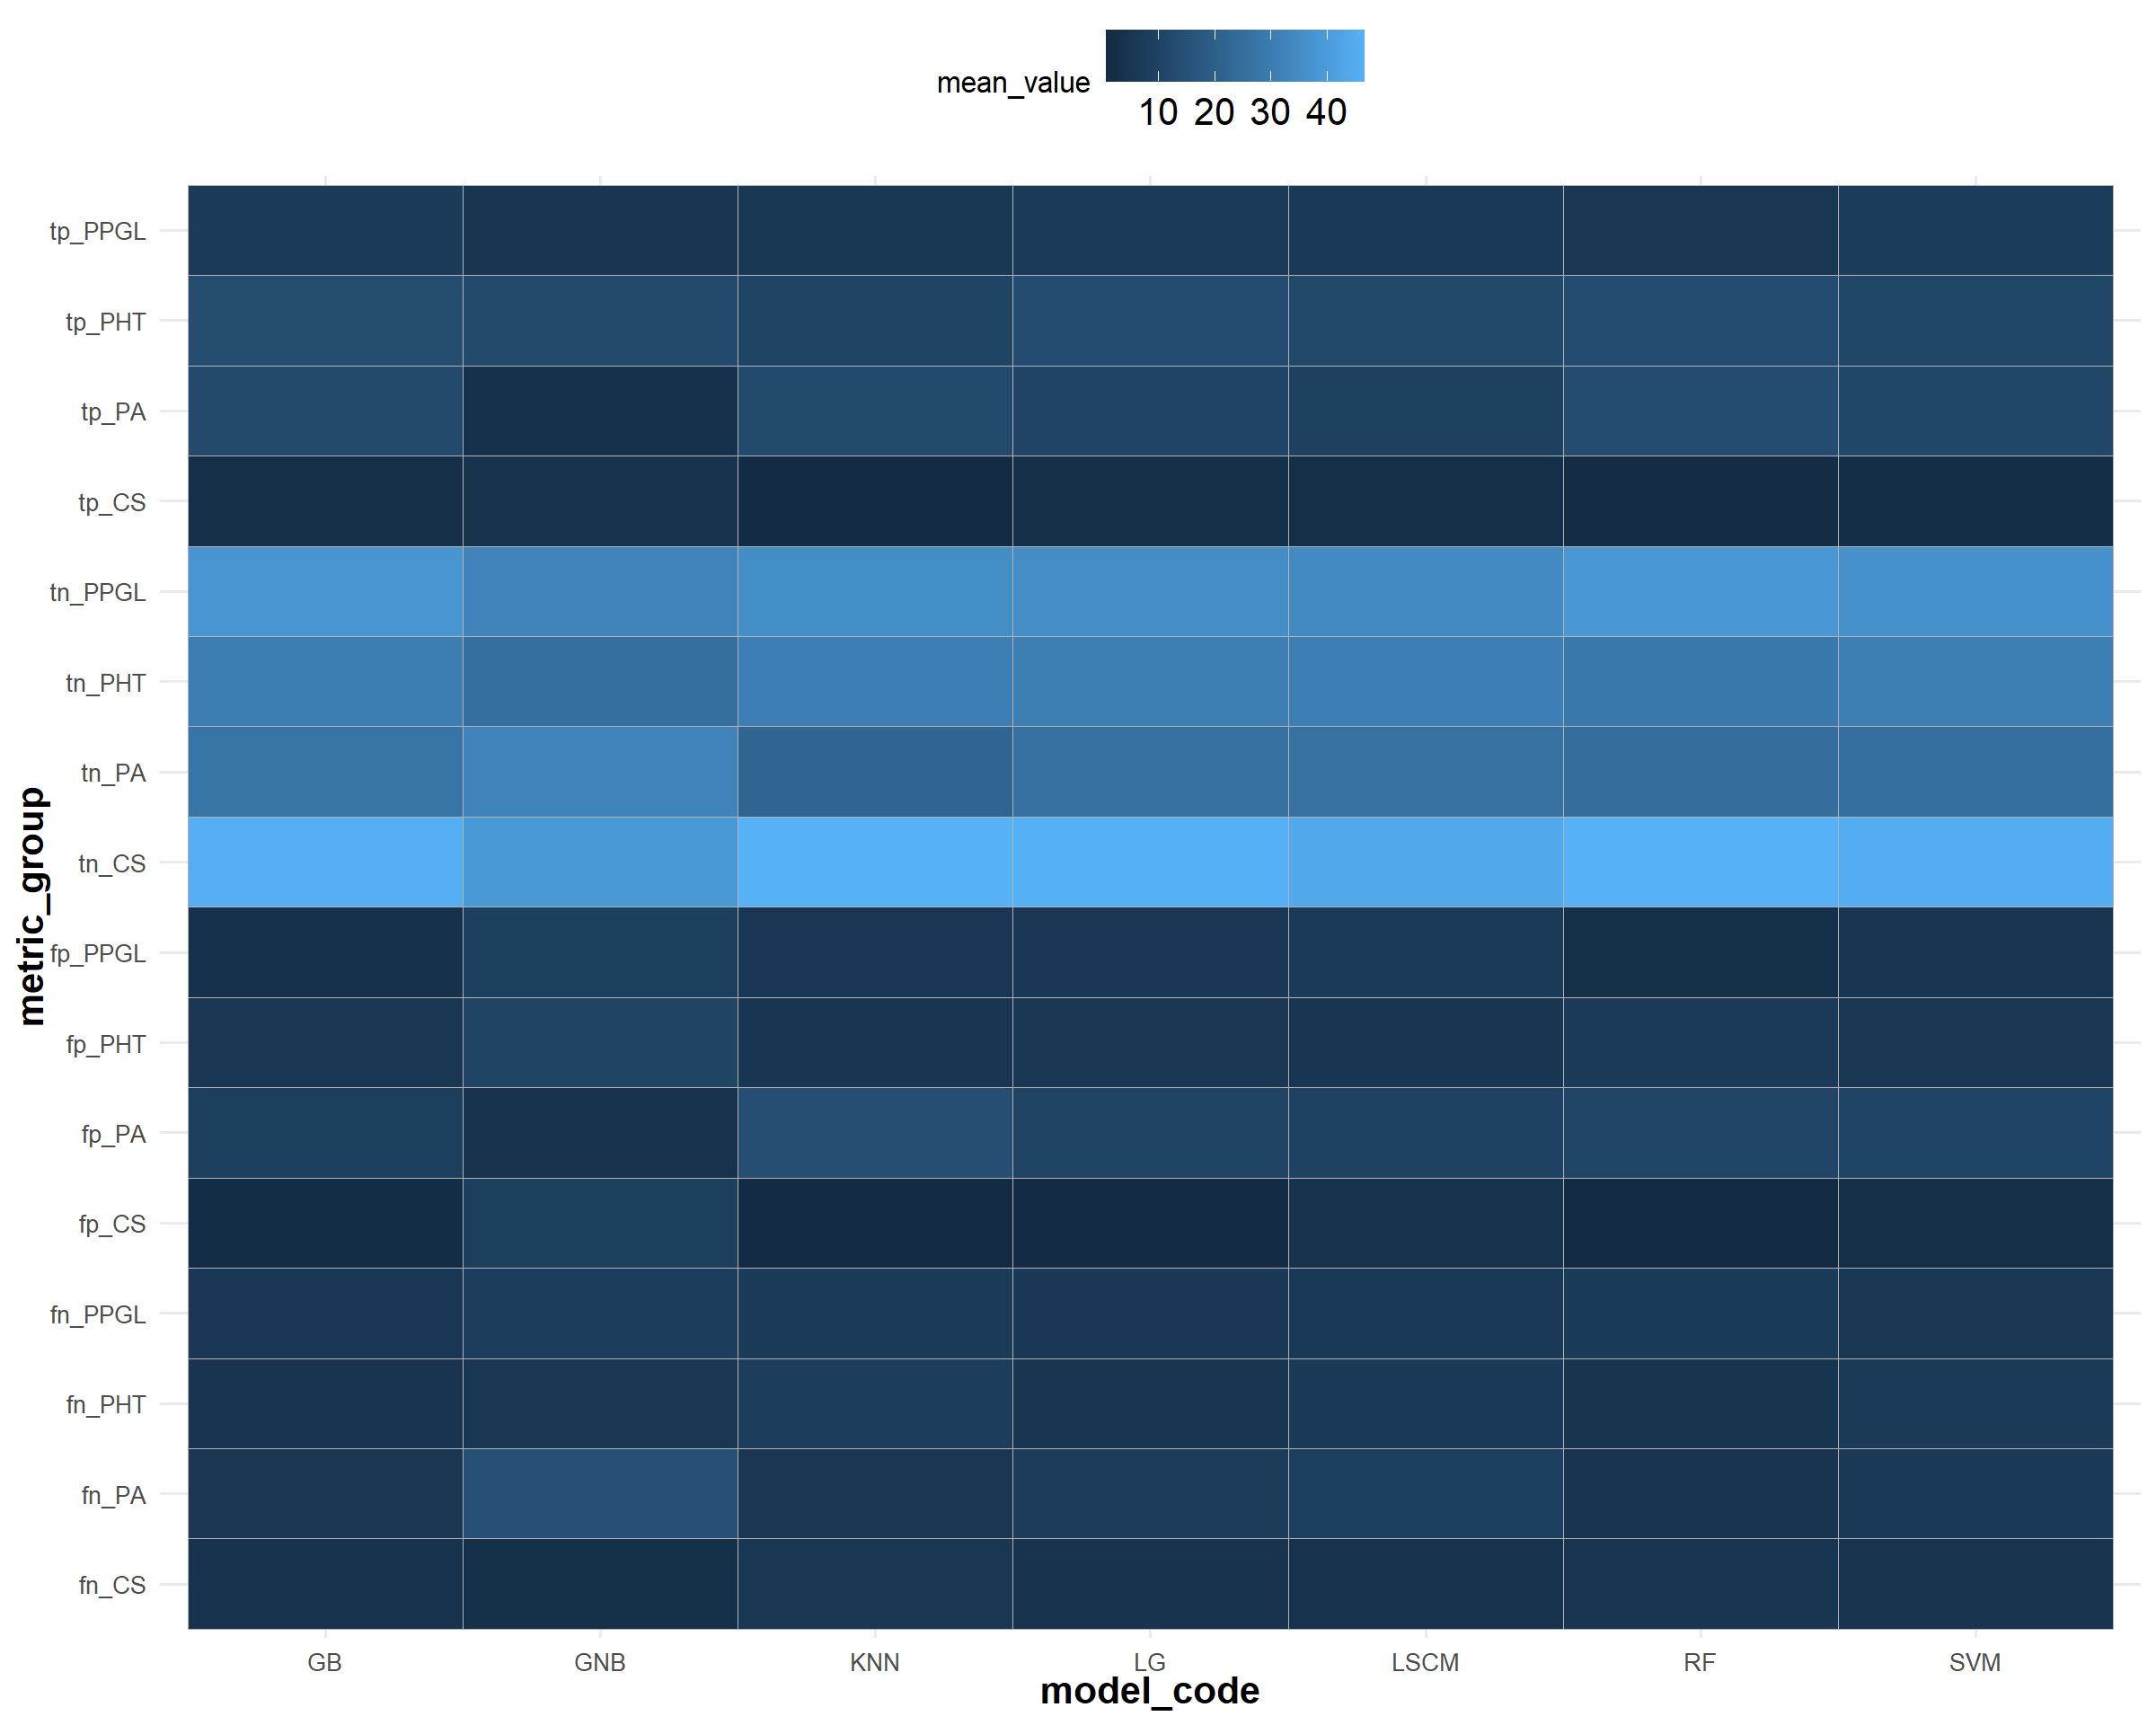 mean_value
10 20 30 40
tp_PPGL
tp_PHT
tp_PA
tp_CS
tn_PPGL
tn_PHT
tn_PA
tn_CS
fp_PPGL
fp_PHT
fp_PA
fp_CS
fn_PPGL
fn_PHT
fn_PA
fn_CS
metric_group
GB GNB KNN LG LSCM RF SVM
model_code